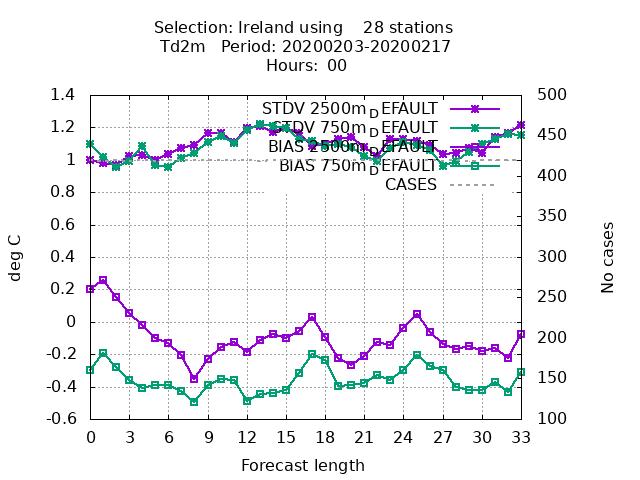 Selection: Ireland using    28 stations
Td2m   Period: 20200203-20200217
Hours: 00
1.4
1.2
1
0.8
0.6
0.4
0.2
0
-0.2
-0.4
-0.6
deg C
STDV 2500m_DEFAULT
STDV 750m_DEFAULT
BIAS 2500m_DEFAULT
BIAS 750m_DEFAULT
CASES
500
450
400
350
300
250
200
150
100
No cases
0 3 6 9 12 15 18 21 24 27 30 33
Forecast length